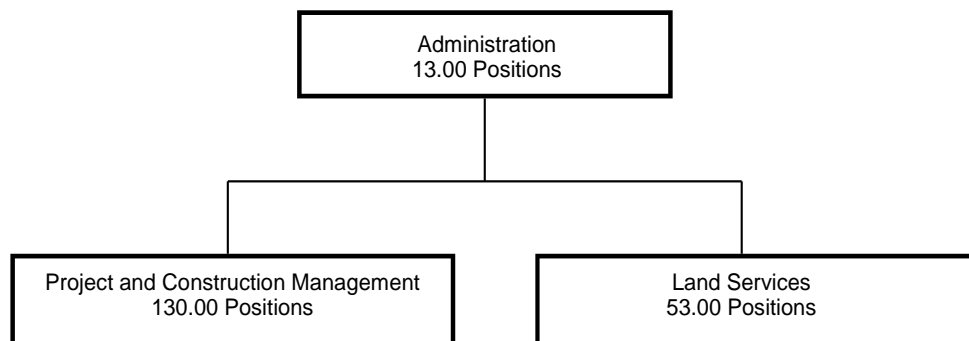 Administration
13.00 Positions
Project and Construction Management
130.00 Positions
Land Services
53.00 Positions